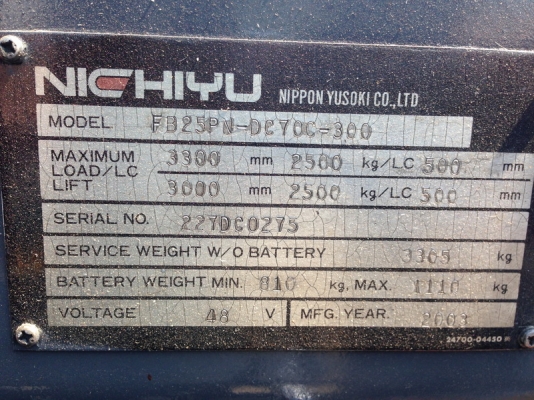 NICHIYU NIPPON YUSOKI CO., LTD
MODEL FB25PN-DC70C-300
MAXIMUM LOAD/LC 3300 mm 2500 kg/LC 500 mm
LIFT 3000 mm 2500 kg/LC 500 mm
SERIAL NO. 227DC0275
SERVICE WEIGHT W/O BATTERY 3365 kg
BATTERY WEIGHT MIN. 810 kg, MAX. 1110 kg
VOLTAGE 48 V MFG. YEAR. 2003
24700-04450